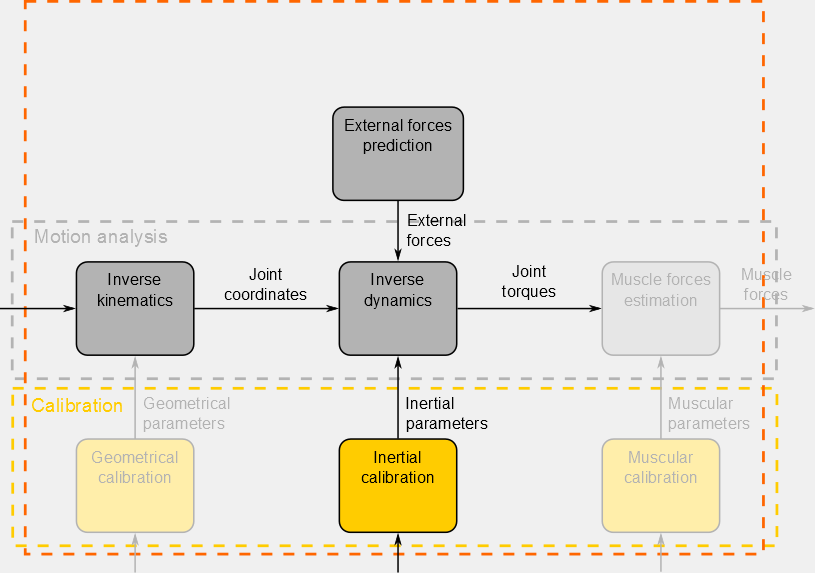 External forces
prediction
External
forces
Motion analysis
Inverse
kinematics
Joint
coordinates
Inverse
dynamics
Joint
torques
Muscle forces
estimation
Muscle
forces
Calibration
Geometrical
parameters
Inertial
parameters
Muscular
parameters
Geometrical
calibration
Inertial
calibration
Muscular
calibration